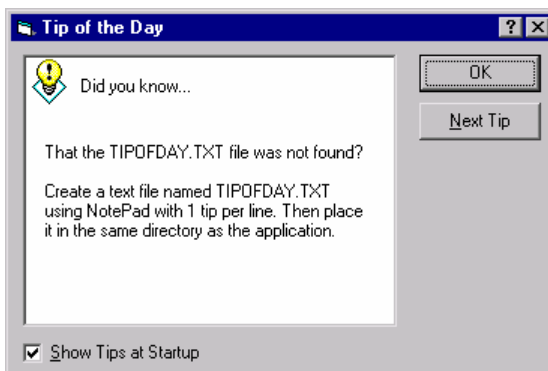 Tip of the Day
Did you know...
OK
Next Tip
That the TIPOFDAY.TXT file was not found?
Create a text file named TIPOFDAY.TXT
using NotePad with 1 tip per line. Then place
it in the same directory as the application.
Show Tips at Startup